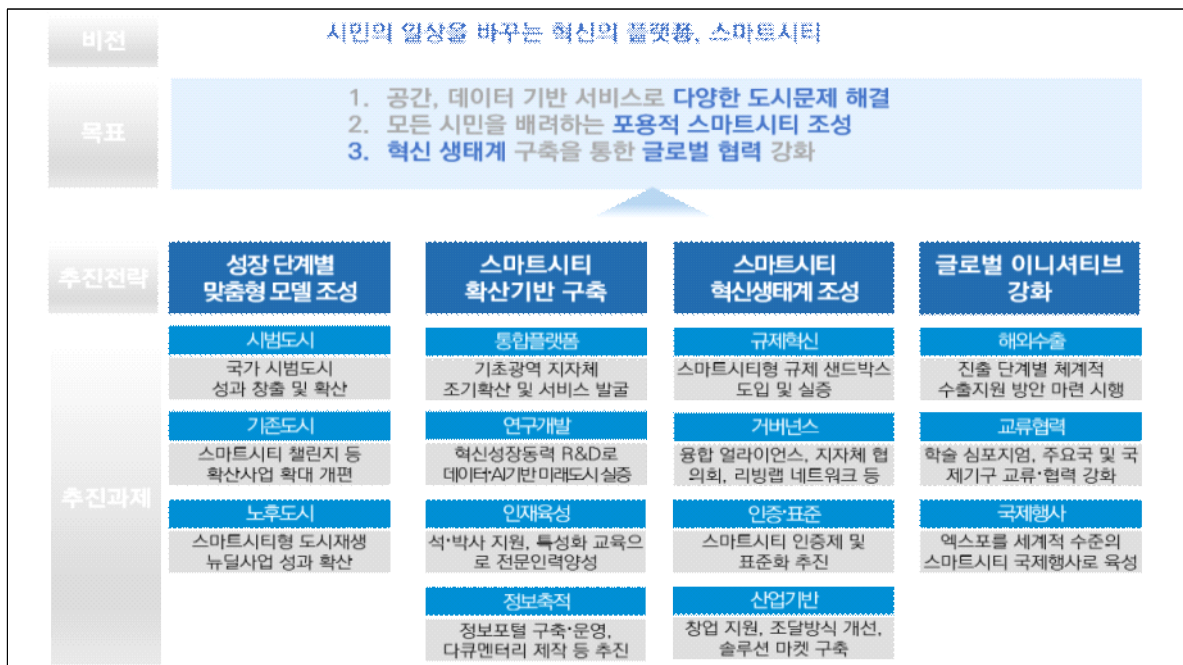 비전
시민의 일상을 바꾸는 혁신의 플랫폼, 스마트시티
목표
1. 공간, 데이터 기반 서비스로 다양한 도시문제 해결
2. 모든 시민을 배려하는 포용적 스마트시티 조성
3. 혁신 생태계 구축을 통한 글로벌 협력 강화
추진전략
성장 단계별
맞춤형 모델 조성
스마트시티
확산기반 구축
스마트시티
혁신생태계 조성
글로벌 이니셔티브
강화
추진과제
시범도시
국가 시범도시
성과 창출 및 확산
기존도시
스마트시티 챌린지 등
확산사업 확대 개편
노후도시
스마트시티형 도시재생
뉴딜사업 성과 확산
통합플랫폼
기초광역 지자체
조기확산 및 서비스 발굴
연구개발
혁신성장동력 R&D로
데이터·AI기반 미래도시 실증
인재육성
석·박사 지원, 특성화 교육으
로 전문인력양성
정보축적
정보포털 구축·운영,
다큐멘터리 제작 등 추진
규제혁신
스마트시티형 규제 샌드박스
도입 및 실증
거버넌스
융합 얼라이언스, 지자체 협
의회, 리빙랩 네트워크 등
인증·표준
스마트시티 인증제 및
표준화 추진
산업기반
창업 지원, 조달방식 개선,
솔루션 마켓 구축
해외수출
진출 단계별 체계적
수출지원 방안 마련 시행
교류협력
학술 심포지엄, 주요국 및 국
제기구 교류·협력 강화
국제행사
엑스포를 세계적 수준의
스마트시티 국제행사로 육성